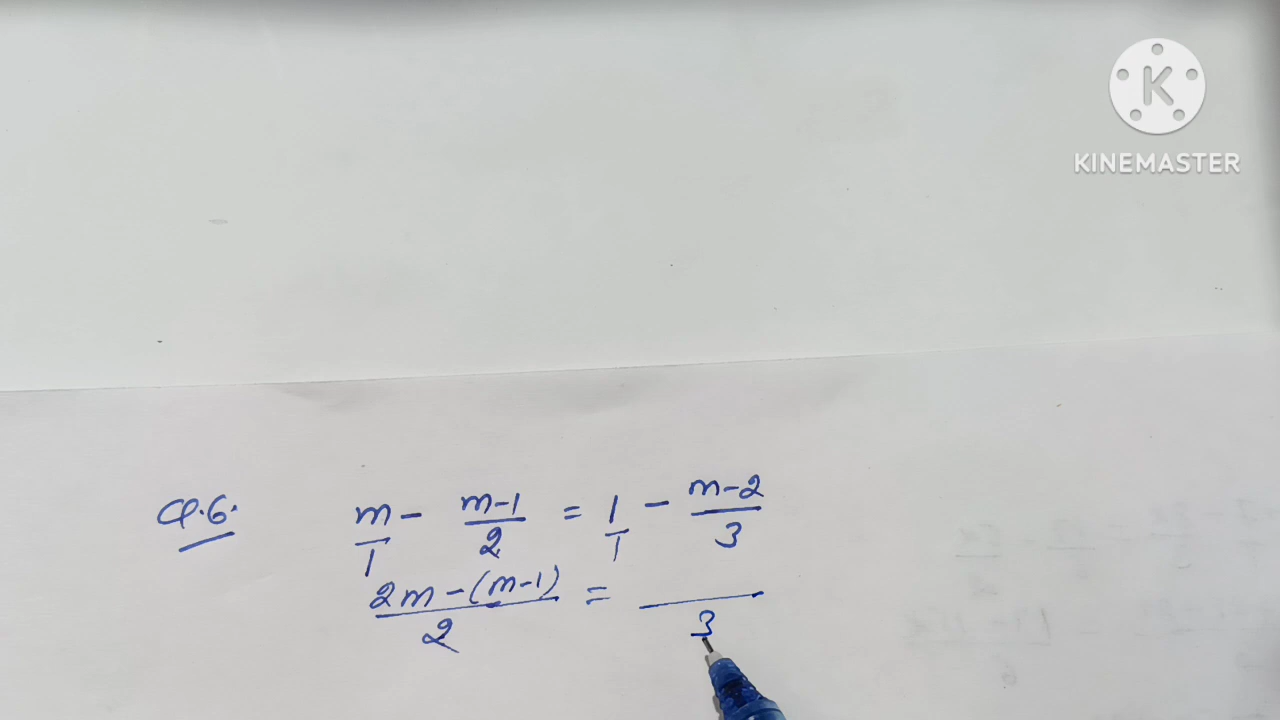 K
KINEMASTER
Q.6. m/1 - (m-1)/2 = 1/1 - (m-2)/3
(2m-(m-1))/2 = /3